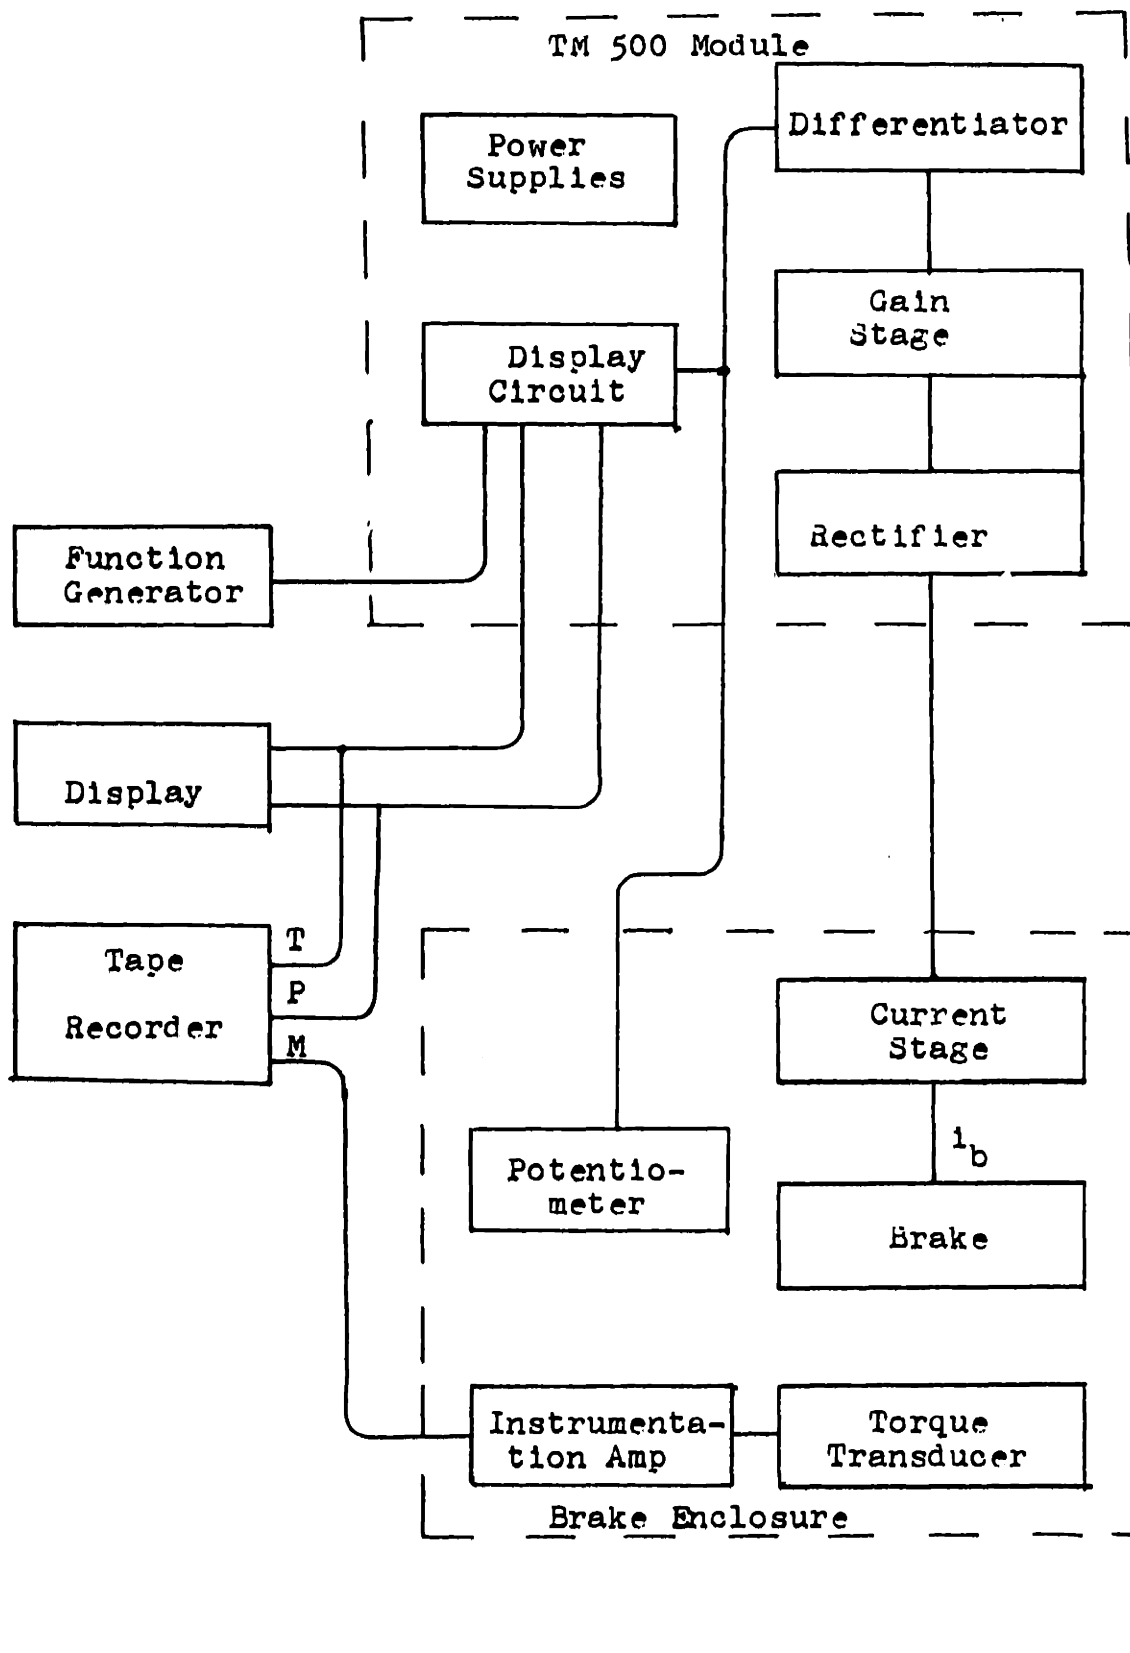 TM 500 Module
Differentiator
Power
Supplies
Gain
Stage
Display
Circuit
Rectifier
Function
Generator
Display
Tape
Recorder
T
P
M
Current
Stage
i_b
Potentio-
meter
Brake
Instrumenta-
tion Amp
Torque
Transducer
Brake Enclosure